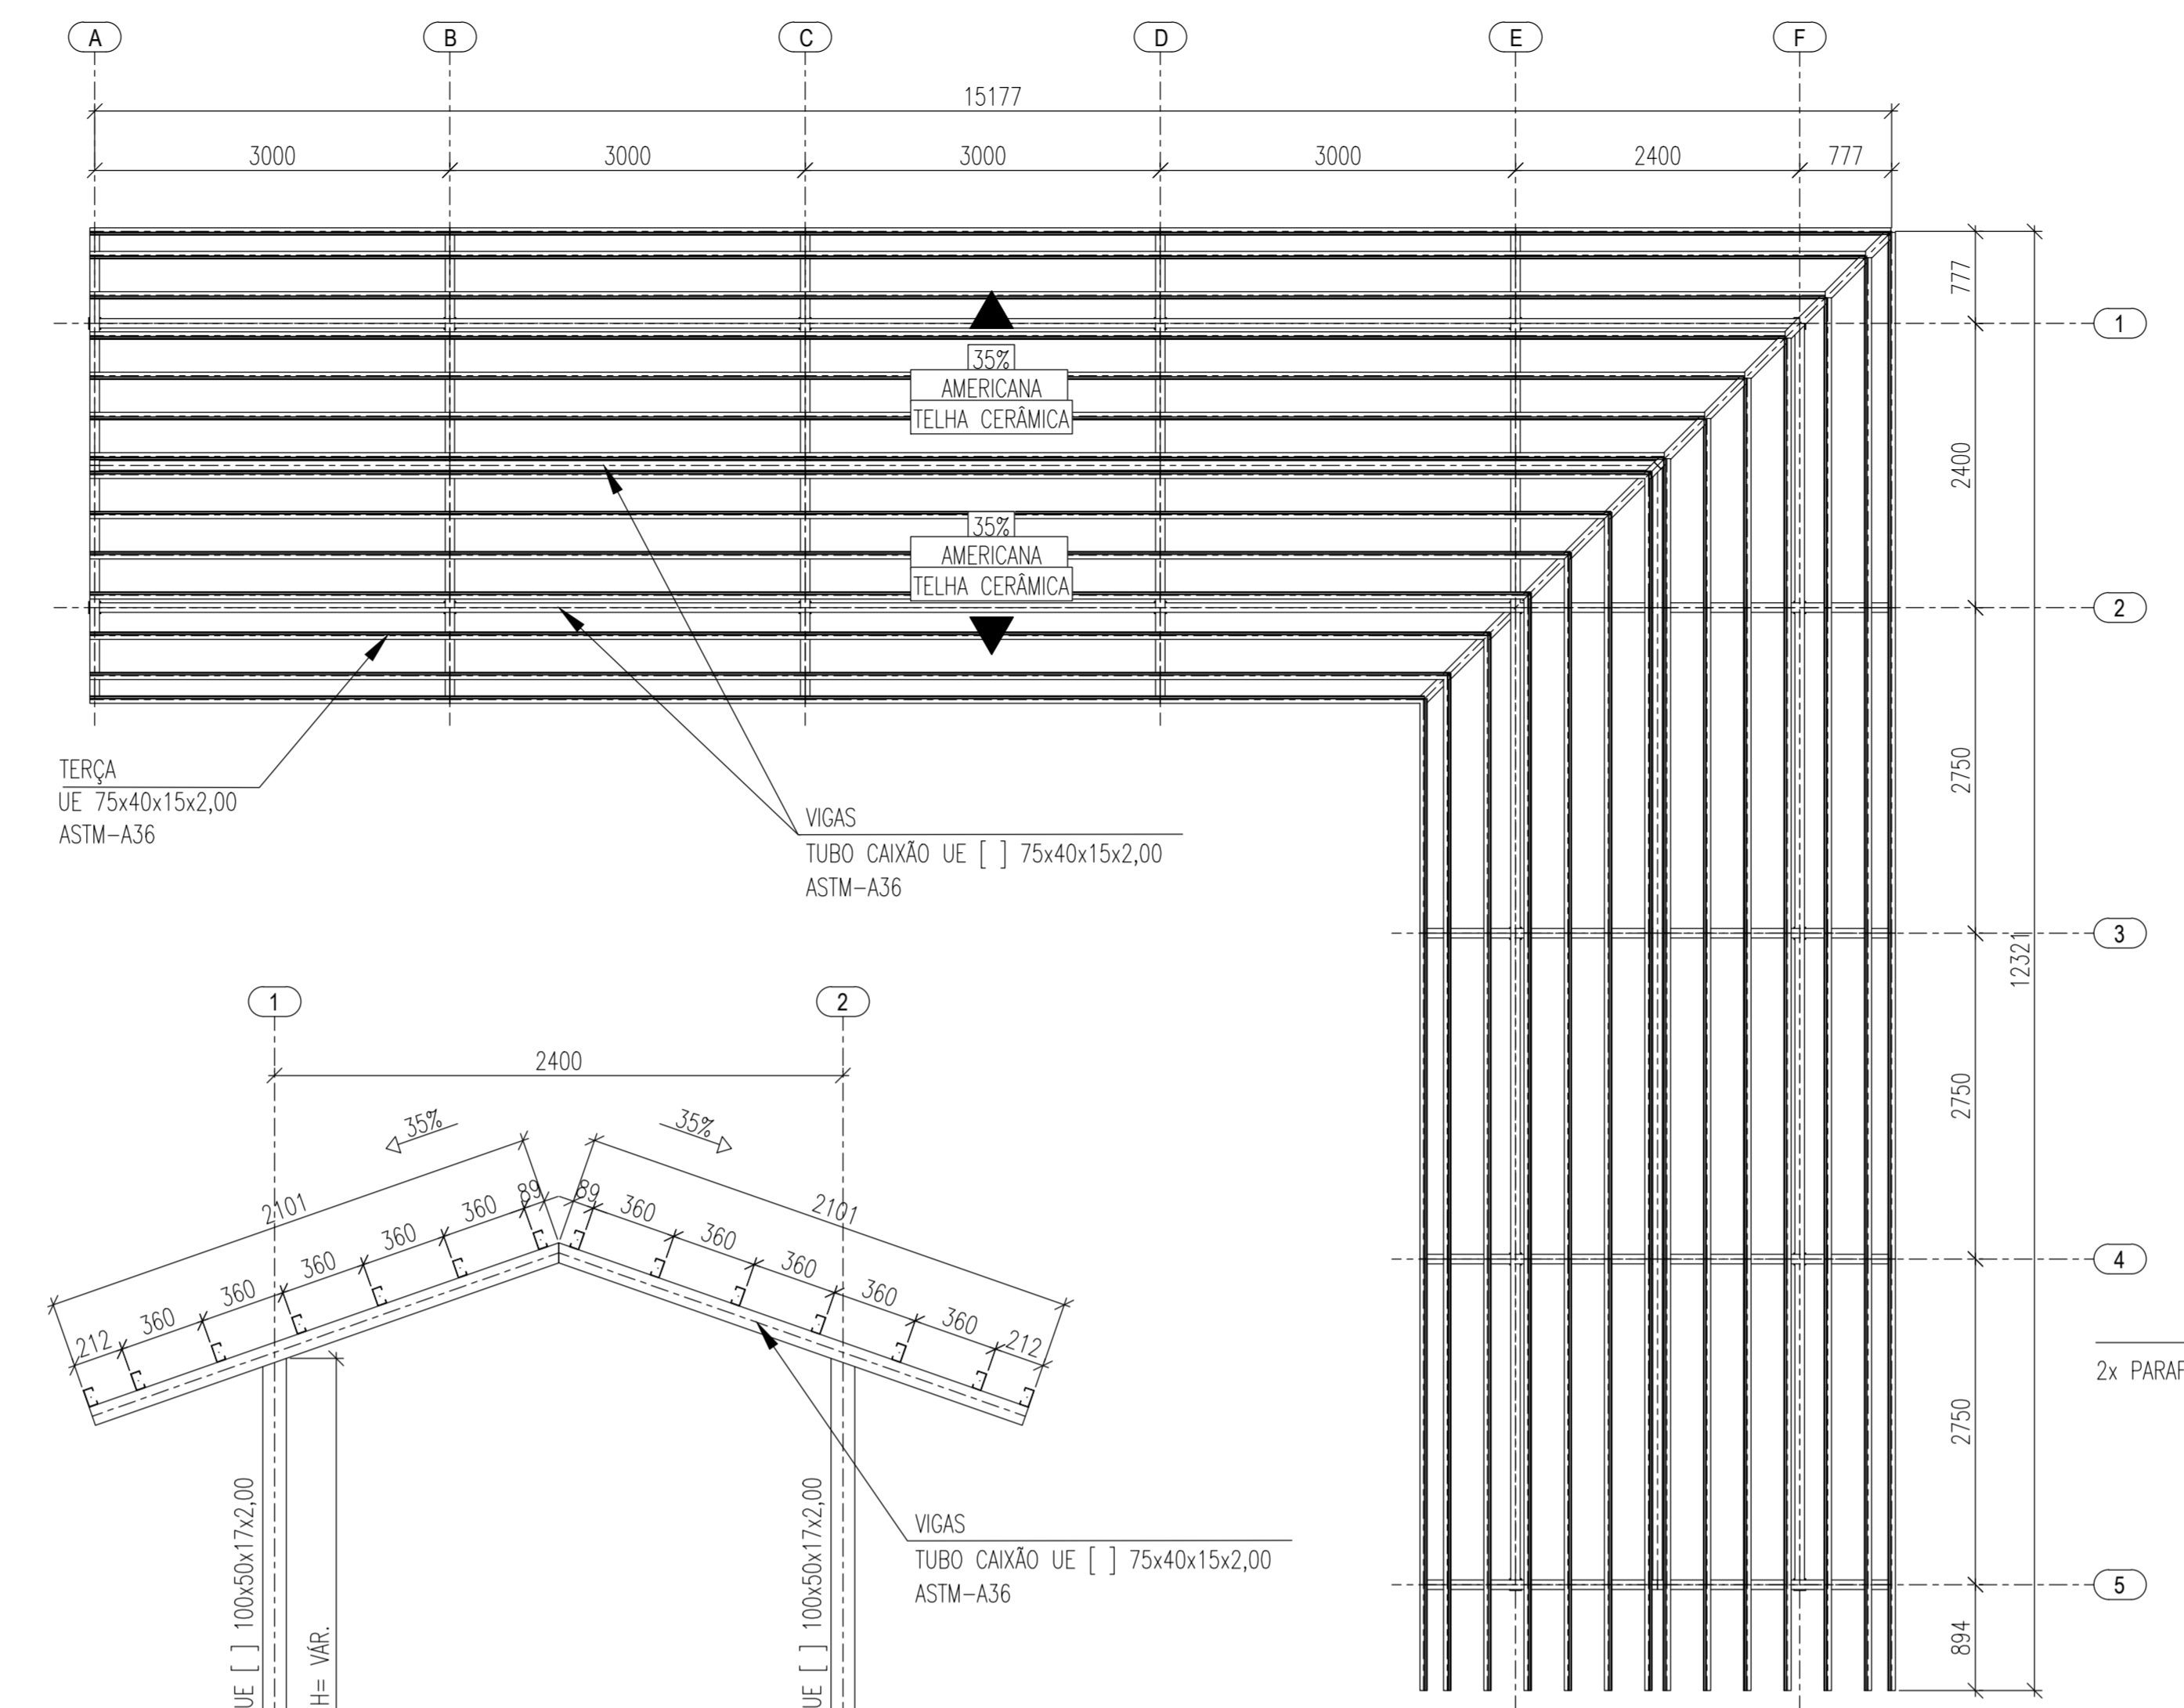 A
B
C
D
E
F
15177
3000
3000
3000
3000
2400
777
777
1
35%
AMERICANA
TELHA CERÂMICA
2400
35%
AMERICANA
TELHA CERÂMICA
2
TERÇA
UE 75x40x15x2,00
ASTM-A36
VIGAS
TUBO CAIXÃO UE [ ] 75x40x15x2,00
ASTM-A36
2750
3
12321
2750
4
2750
5
894
2x PARAF
1
2
2400
35%
35%
2101
2101
212
360
360
360
360
360
89
89
360
360
360
360
360
212
UE [ ] 100x50x17x2,00
H= VÁR.
UE [ ] 100x50x17x2,00
VIGAS
TUBO CAIXÃO UE [ ] 75x40x15x2,00
ASTM-A36